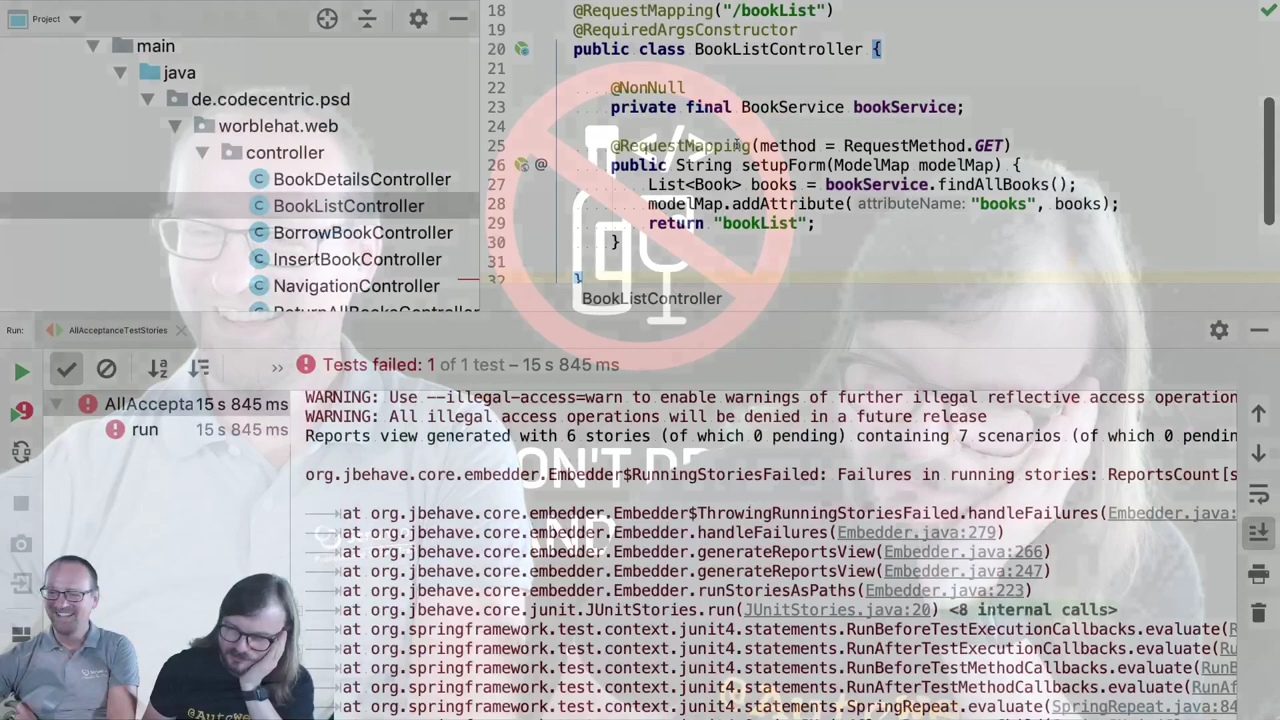 Project
main
java
de.codecentric.psd
worblehat.web
controller
BookDetailsController
BookListController
BorrowBookController
InsertBookController
NavigationController
ReturnAllBooksController
18 @RequestMapping("/bookList")
19 @RequiredArgsConstructor
20 public class BookListController {
21
22 @NonNull
23 private final BookService bookService;
24
25 @RequestMapping(method = RequestMethod.GET)
26 public String setupForm(ModelMap modelMap) {
27 List<Book> books = bookService.findAllBooks();
28 modelMap.addAttribute( attributeName: "books", books);
29 return "bookList";
30 }
31
32 }
BookListController
</>
Run: AllAcceptanceTestStories
Tests failed: 1 of 1 test – 15 s 845 ms
AllAccepta 15 s 845 ms
run 15 s 845 ms
WARNING: Use --illegal-access=warn to enable warnings of further illegal reflective access operation
WARNING: All illegal access operations will be denied in a future release
Reports view generated with 6 stories (of which 0 pending) containing 7 scenarios (of which 0 pendin
org.jbehave.core.embedder.Embedder$RunningStoriesFailed: Failures in running stories: ReportsCount[s
at org.jbehave.core.embedder.Embedder$ThrowingRunningStoriesFailed.handleFailures(Embedder.java:
at org.jbehave.core.embedder.Embedder.handleFailures(Embedder.java:279)
at org.jbehave.core.embedder.Embedder.generateReportsView(Embedder.java:266)
at org.jbehave.core.embedder.Embedder.generateReportsView(Embedder.java:247)
at org.jbehave.core.embedder.Embedder.runStoriesAsPaths(Embedder.java:223)
at org.jbehave.core.junit.JUnitStories.run(JUnitStories.java:20) <8 internal calls>
at org.springframework.test.context.junit4.statements.RunBeforeTestExecutionCallbacks.evaluate(R
at org.springframework.test.context.junit4.statements.RunAfterTestExecutionCallbacks.evaluate(Ru
at org.springframework.test.context.junit4.statements.RunBeforeTestMethodCallbacks.evaluate(RunB
at org.springframework.test.context.junit4.statements.RunAfterTestMethodCallbacks.evaluate(RunAf
at org.springframework.test.context.junit4.statements.SpringRepeat.evaluate(SpringRepeat.java:84
ON'T
AND
@AutoWe